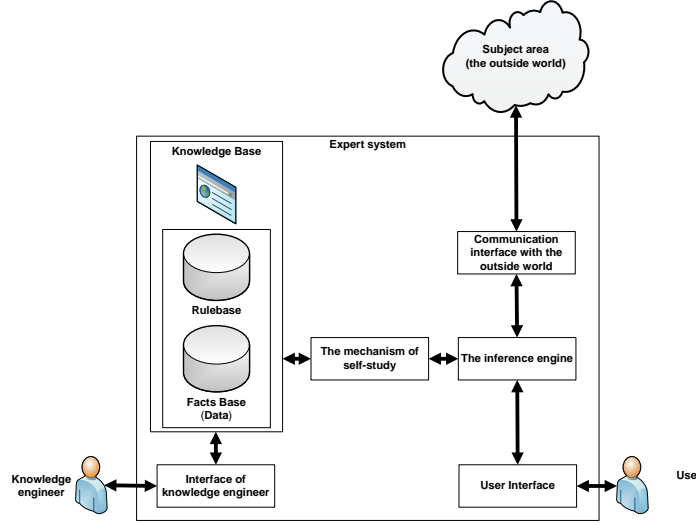 Subject area
(the outside world)
Expert system
Knowledge Base
Communication
interface with the
outside world
Rulebase
The mechanism of
self-study
The inference engine
Facts Base
(Data)
Knowledge
engineer
Interface of
knowledge engineer
User Interface
Use